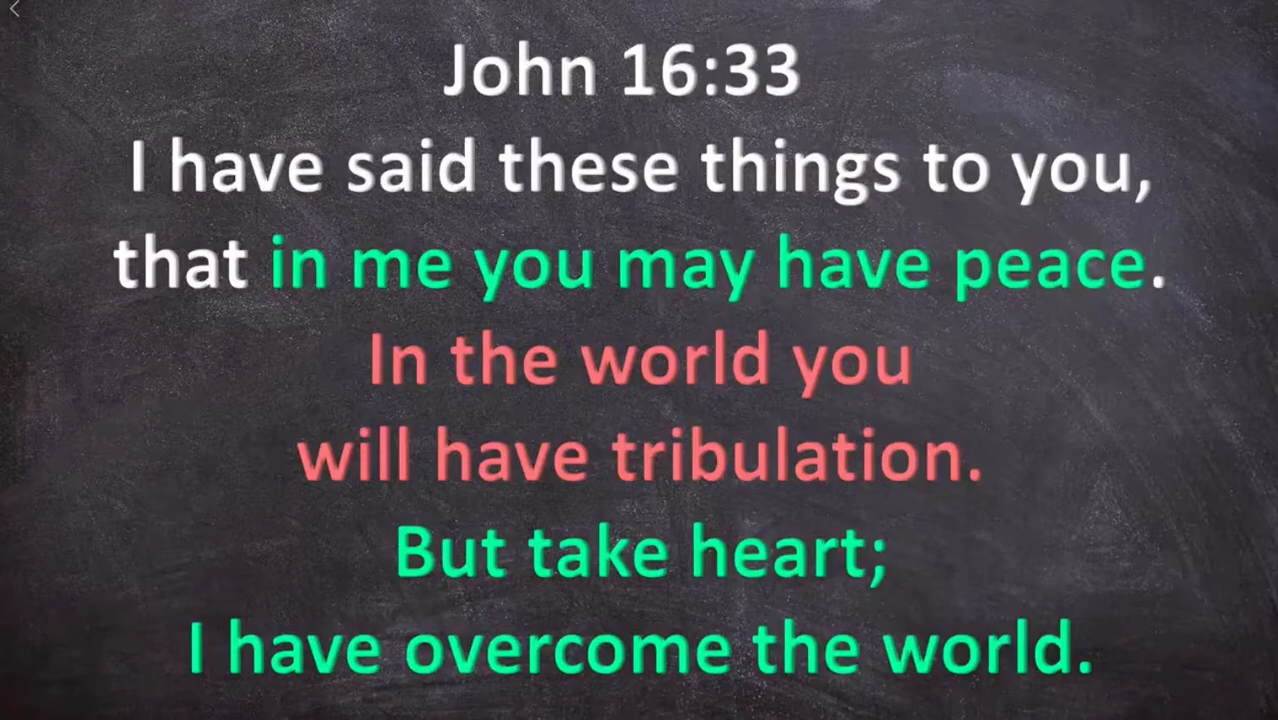 John 16:33
I have said these things to you,
that in me you may have peace.
In the world you
will have tribulation.
But take heart;
I have overcome the world.